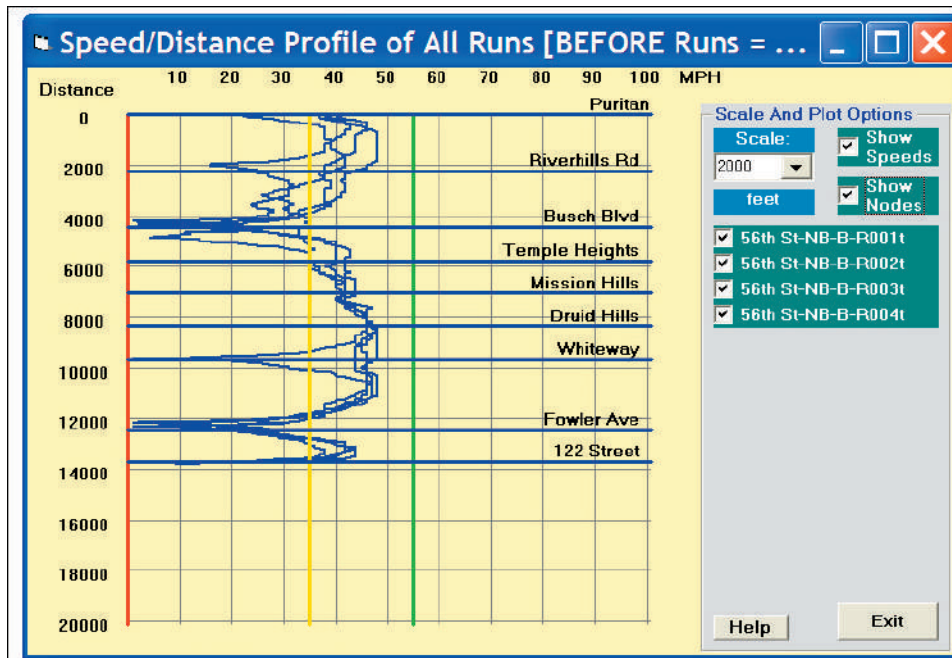 Speed/Distance Profile of All Runs [BEFORE Runs = ...
Distance
10 20 30 40 50 60 70 80 90 100 MPH
0
2000
4000
6000
8000
10000
12000
14000
16000
18000
20000
Puritan
Riverhills Rd
Busch Blvd
Temple Heights
Mission Hills
Druid Hills
Whiteway
Fowler Ave
122 Street
Scale And Plot Options
Scale:
2000
feet
Show
Speeds
Show
Nodes
56th St-NB-B-R001t
56th St-NB-B-R002t
56th St-NB-B-R003t
56th St-NB-B-R004t
Help
Exit